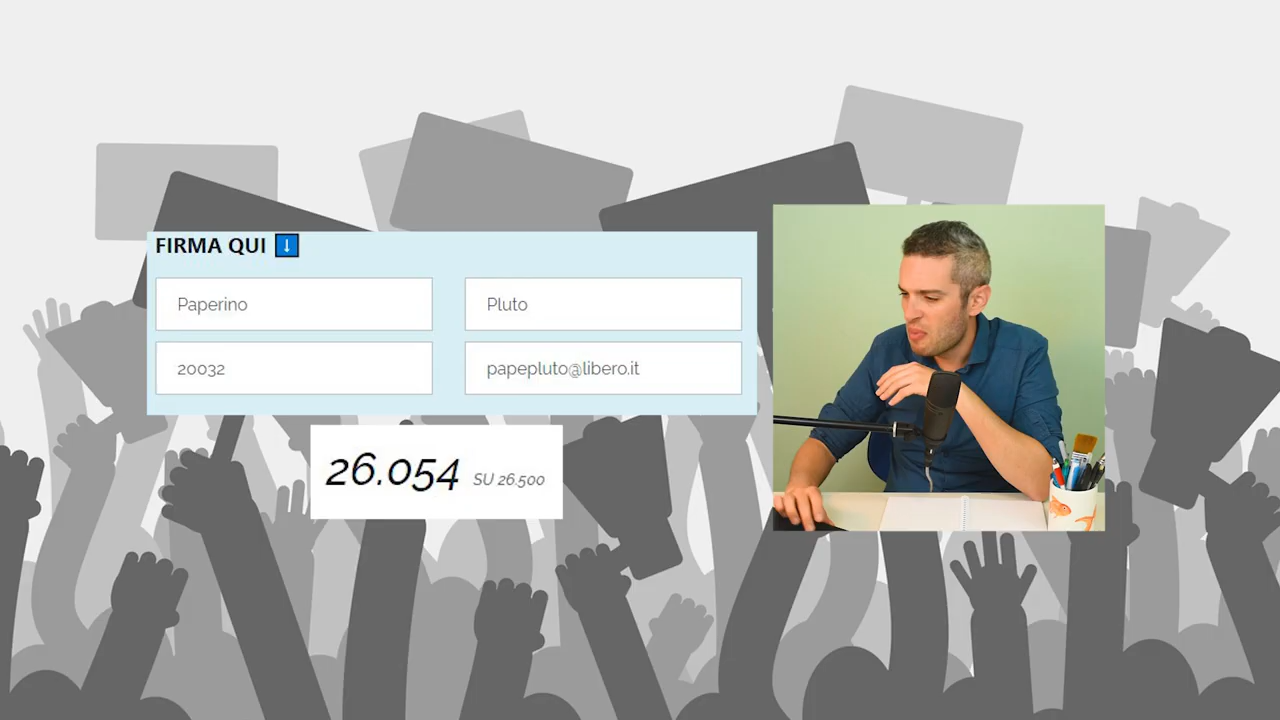 FIRMA QUI ⬇
Paperino
Pluto
20032
papepluto@libero.it
26.054 SU 26.500